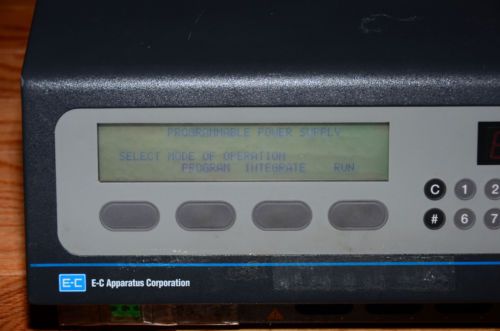 PROGRAMMABLE POWER SUPPLY
SELECT MODE OF OPERATION
PROGRAM INTEGRATE RUN
C 1 2
# 6 7
E-C E-C Apparatus Corporation